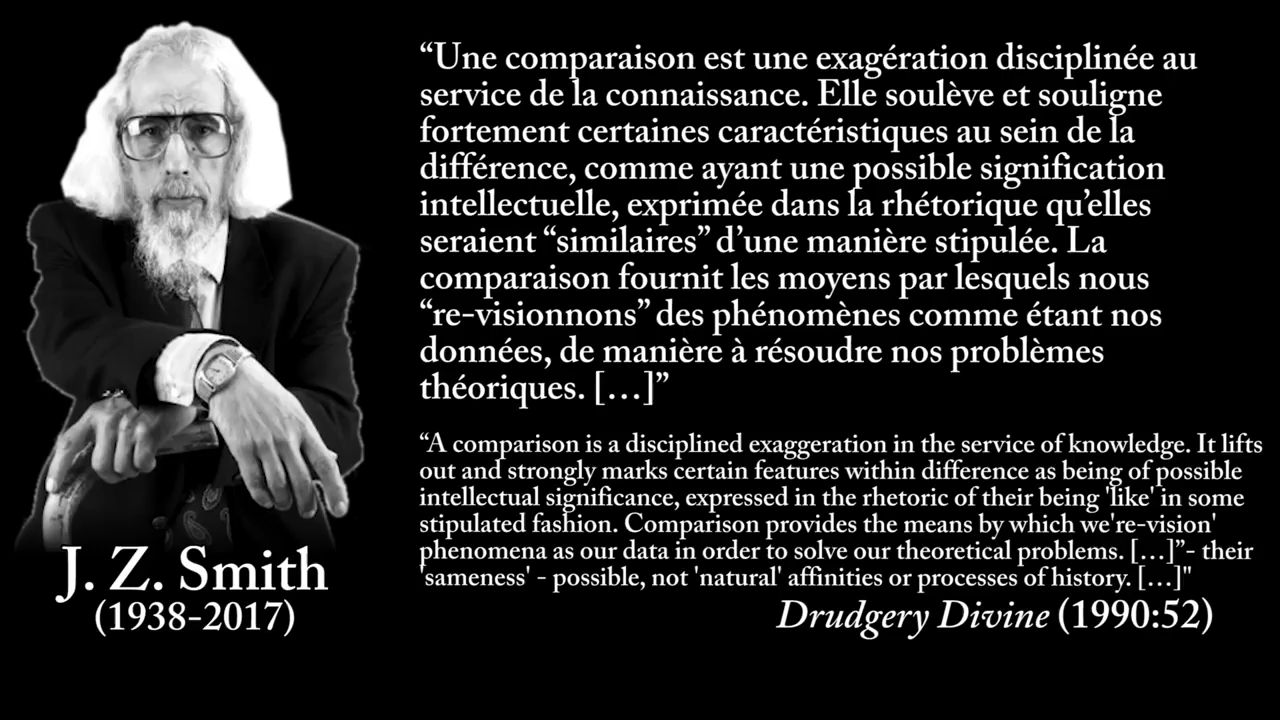 “Une comparaison est une exagération disciplinée au
service de la connaissance. Elle soulève et souligne
fortement certaines caractéristiques au sein de la
différence, comme ayant une possible signification
intellectuelle, exprimée dans la rhétorique qu’elles
seraient “similaires” d’une manière stipulée. La
comparaison fournit les moyens par lesquels nous
“re-visionnons” des phénomènes comme étant nos
données, de manière à résoudre nos problèmes
théoriques. […]”
“A comparison is a disciplined exaggeration in the service of knowledge. It lifts
out and strongly marks certain features within difference as being of possible
intellectual significance, expressed in the rhetoric of their being 'like' in some
stipulated fashion. Comparison provides the means by which we're-vision'
phenomena as our data in order to solve our theoretical problems. […]”- their
'sameness' - possible, not 'natural' affinities or processes of history. […]"
Drudgery Divine (1990:52)
J. Z. Smith
(1938-2017)